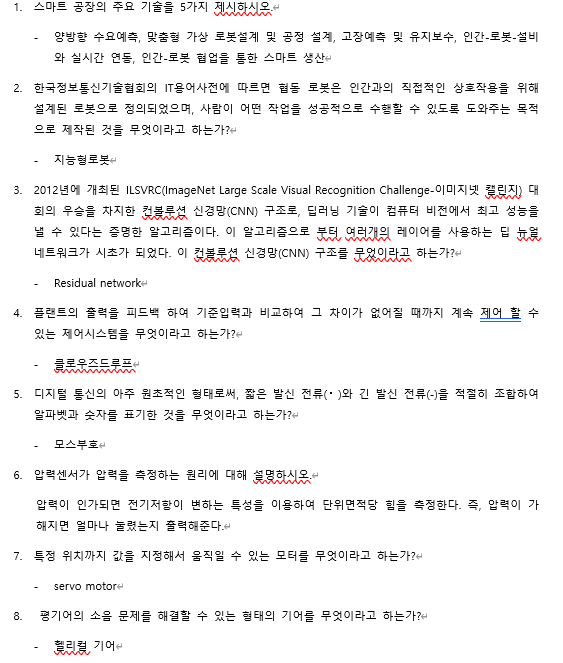 1. 스마트 공장의 주요 기술을 5가지 제시하시오.
- 양방향 수요예측, 맞춤형 가상 로봇설계 및 공정 설계, 고장예측 및 유지보수, 인간-로봇-설비
와 실시간 연동, 인간-로봇 협업을 통한 스마트 생산
2. 한국정보통신기술협회의 IT용어사전에 따르면 협동 로봇은 인간과의 직접적인 상호작용을 위해
설계된 로봇으로 정의되었으며, 사람이 어떤 작업을 성공적으로 수행할 수 있도록 도와주는 목적
으로 제작된 것을 무엇이라고 하는가?
- 지능형로봇
3. 2012년에 개최된 ILSVRC(ImageNet Large Scale Visual Recognition Challenge-이미지넷 캘린지) 대
회의 우승을 차지한 컨볼루션 신경망(CNN) 구조로, 딥러닝 기술이 컴퓨터 비전에서 최고 성능을
낼 수 있다는 증명한 알고리즘이다. 이 알고리즘으로 부터 여러개의 레이어를 사용하는 딥 뉴얼
네트워크가 시초가 되었다. 이 컨볼루션 신경망(CNN) 구조를 무었이라고 하는가?
- Residual network
4. 플랜트의 출력을 피드백 하여 기준입력과 비교하여 그 차이가 없어질 때까지 계속 제어 할 수
있는 제어시스템을 무엇이라고 하는가?
- 클로우즈드루프
5. 디지털 통신의 아주 원초적인 형태로써, 짧은 발신 전류(·)와 긴 발신 전류(-)을 적절히 조합하여
알파벳과 숫자를 표기한 것을 무엇이라고 하는가?
- 모스부호
6. 압력센서가 압력을 측정하는 원리에 대해 설명하시오.
압력이 인가되면 전기저항이 변하는 특성을 이용하여 단위면적당 힘을 측정한다. 즉, 압력이 가
해지면 얼마나 눌렸는지 출력해준다.
7. 특정 위치까지 값을 지정해서 움직일 수 있는 모터를 무엇이라고 하는가?
- servo motor
8. 평기어의 소음 문제를 해결할 수 있는 형태의 기어를 무엇이라고 하는가?
- 헬리컬 기어